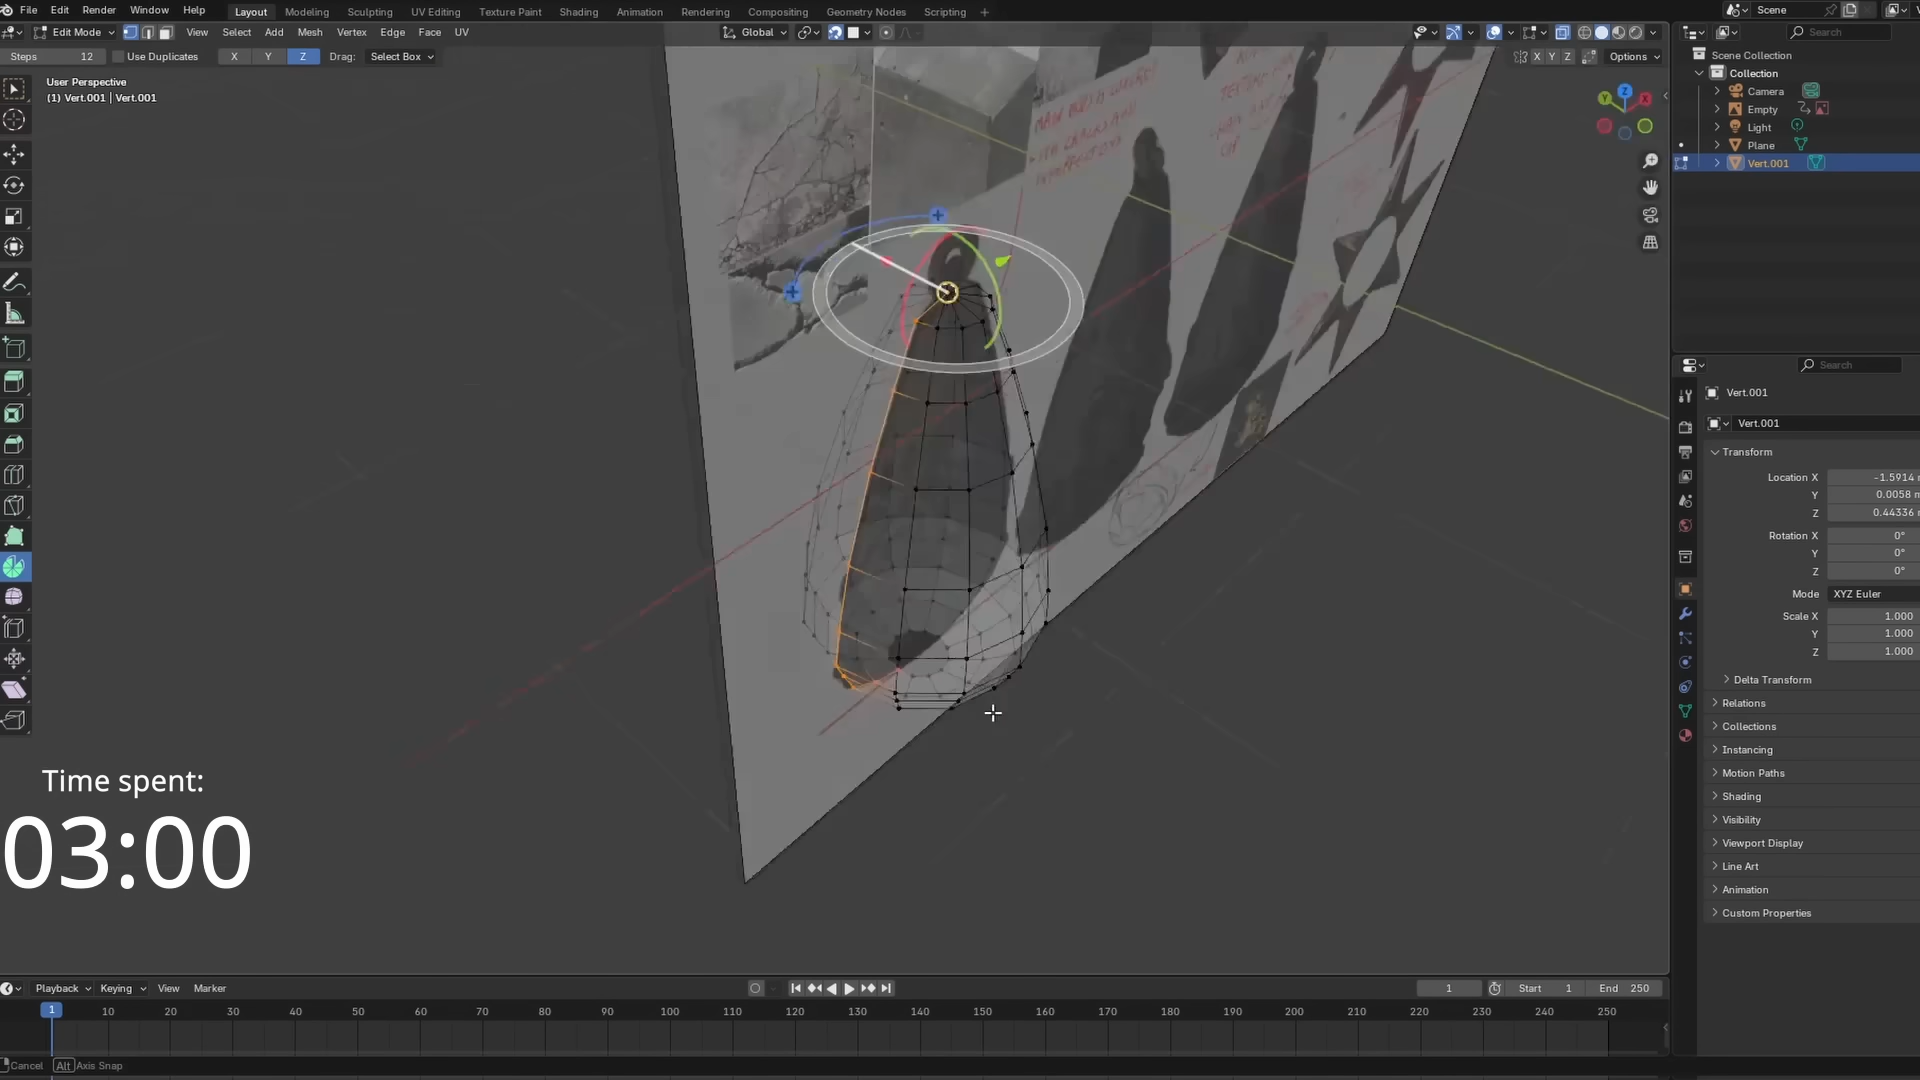 File Edit Render Window Help Layout Modeling Sculpting UV Editing Texture Paint Shading Animation Rendering Compositing Geometry Nodes Scripting + Scene
Edit Mode View Select Add Mesh Vertex Edge Face UV Global Search
Steps 12 Use Duplicates X Y Z Drag: Select Box X Y Z Options
Scene Collection
User Perspective
(1) Vert.001 | Vert.001
Collection
Camera
Empty
Light
Plane
Vert.001
Z
Y
X
Search
Vert.001
Vert.001
Transform
Location X -1.5914 m
Y 0.0058 m
Z 0.44336 m
Rotation X 0°
Y 0°
Z 0°
Mode XYZ Euler
Scale X 1.000
Y 1.000
Z 1.000
Delta Transform
Relations
Collections
Instancing
Motion Paths
Shading
Visibility
Viewport Display
Line Art
Animation
Custom Properties
Time spent:
03:00
Playback Keying View Marker 1 Start 1 End 250
1 10 20 30 40 50 60 70 80 90 100 110 120 130 140 150 160 170 180 190 200 210 220 230 240 250
Cancel Alt Axis Snap